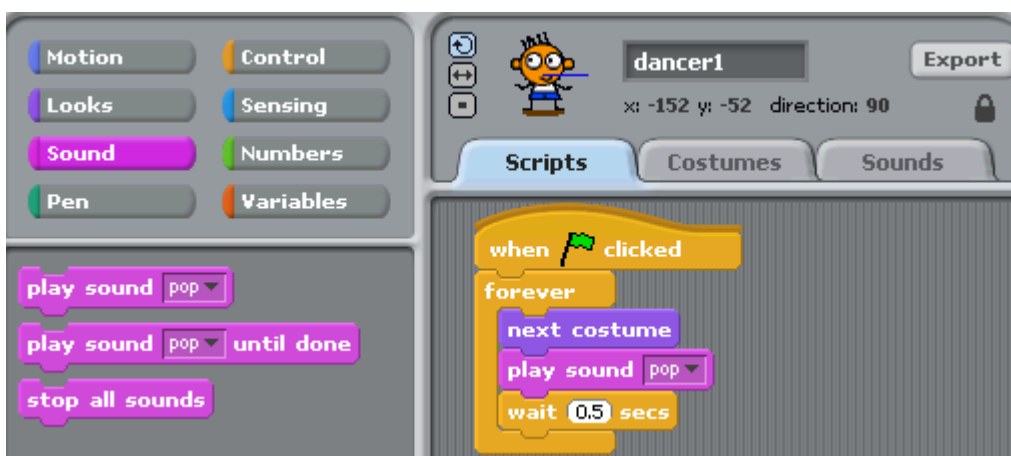 Motion Control
Looks Sensing
Sound Numbers
Pen Variables
play sound pop
play sound pop until done
stop all sounds
dancer1
Export
x: -152 y: -52 direction: 90
Scripts Costumes Sounds
when clicked
forever
next costume
play sound pop
wait 0.5 secs